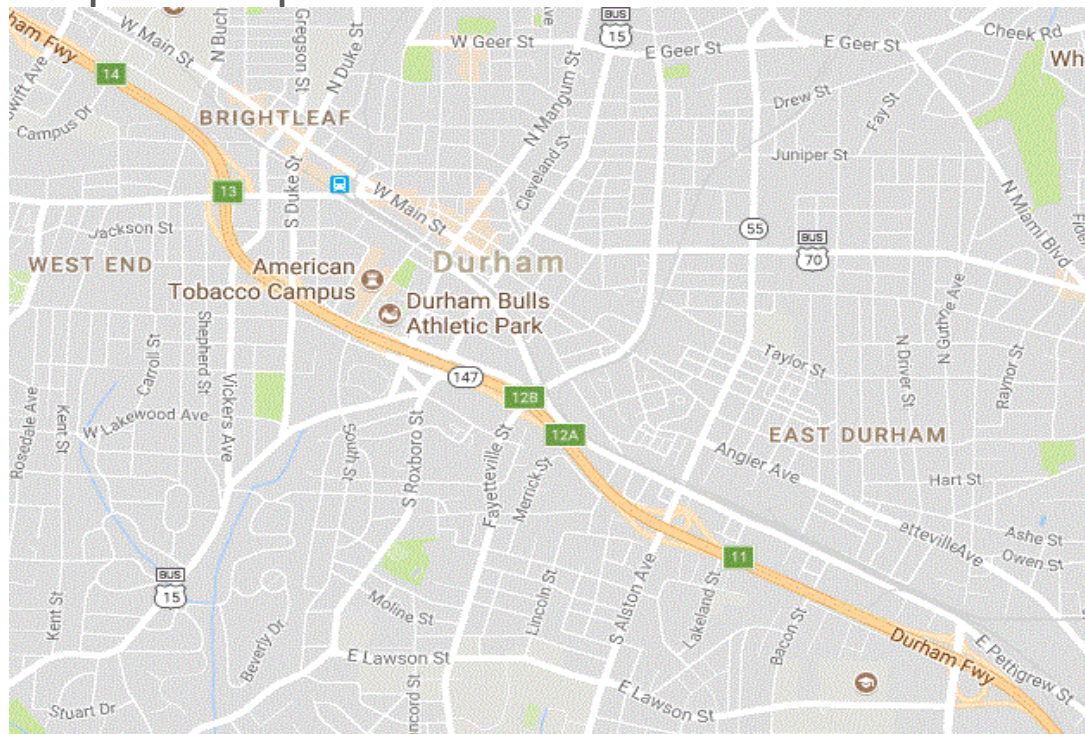 W Main St
N Buch
Gregson St
N Duke St
BUS
15
W Geer St
E Geer St
E Geer St
Cheek Rd
ham Fwy
14
Swift Ave
Campus Dr
BRIGHTLEAF
N Mangum St
Cleveland St
Drew St
Fay St
Wh
Juniper St
13
S Duke St
W Main St
N Miami Blvd
Jackson St
55
BUS
70
WEST END
American
Tobacco Campus
Durham
Durham Bulls
Athletic Park
Shepherd St
Carroll St
Vickers Ave
Taylor St
N Driver St
N Guthrie Ave
Raynor St
147
12B
12A
Rosedale Ave
Kent St
W Lakewood Ave
South St
S Roxboro St
Fayetteville St
Merrick St
EAST DURHAM
Angier Ave
Hart St
ettevilleAve
Ashe St
Owen St
11
BUS
15
Kent St
Moline St
Lincoln St
S Alston Ave
Lakeland St
Bacon St
Beverly Dr
E Lawson St
Durham Fwy
E Pettigrew St
Stuart Dr
oncord St
E Lawson St